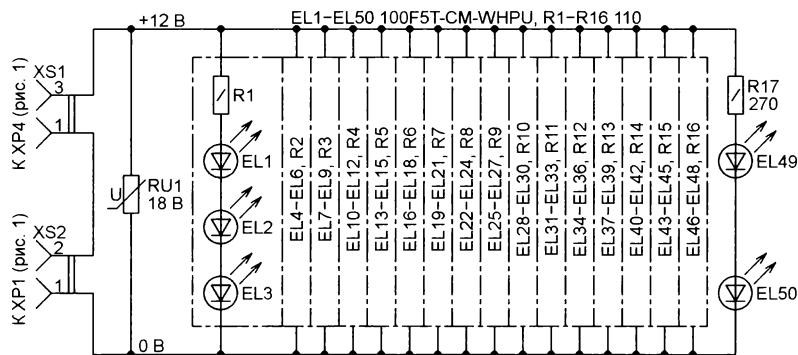 +12 В
EL1−EL50 100F5T-CM-WHPU, R1−R16 110
XS1
3
1
К XP4 (рис. 1)
U
RU1
18 В
XS2
2
1
К XP1 (рис. 1)
0 В
R1
EL1
EL2
EL3
EL4−EL6, R2
EL7−EL9, R3
EL10−EL12, R4
EL13−EL15, R5
EL16−EL18, R6
EL19−EL21, R7
EL22−EL24, R8
EL25−EL27, R9
EL28−EL30, R10
EL31−EL33, R11
EL34−EL36, R12
EL37−EL39, R13
EL40−EL42, R14
EL43−EL45, R15
EL46−EL48, R16
R17
270
EL49
EL50